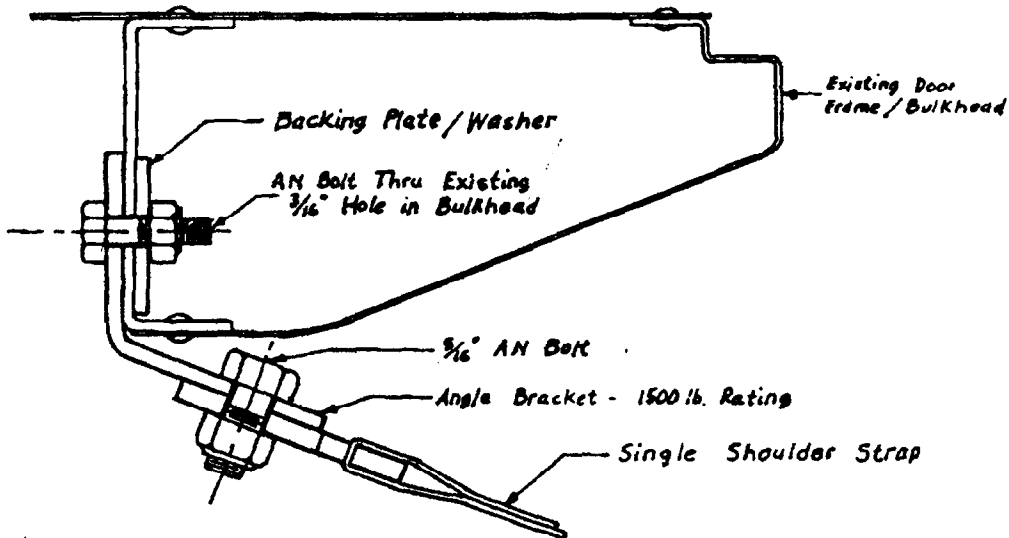 Existing Door
Frame / Bulkhead
Backing Plate / Washer
AN Bolt Thru Existing
3/16" Hole in Bulkhead
5/16" AN Bolt
Angle Bracket - 1500 lb. Rating
Single Shoulder Strap